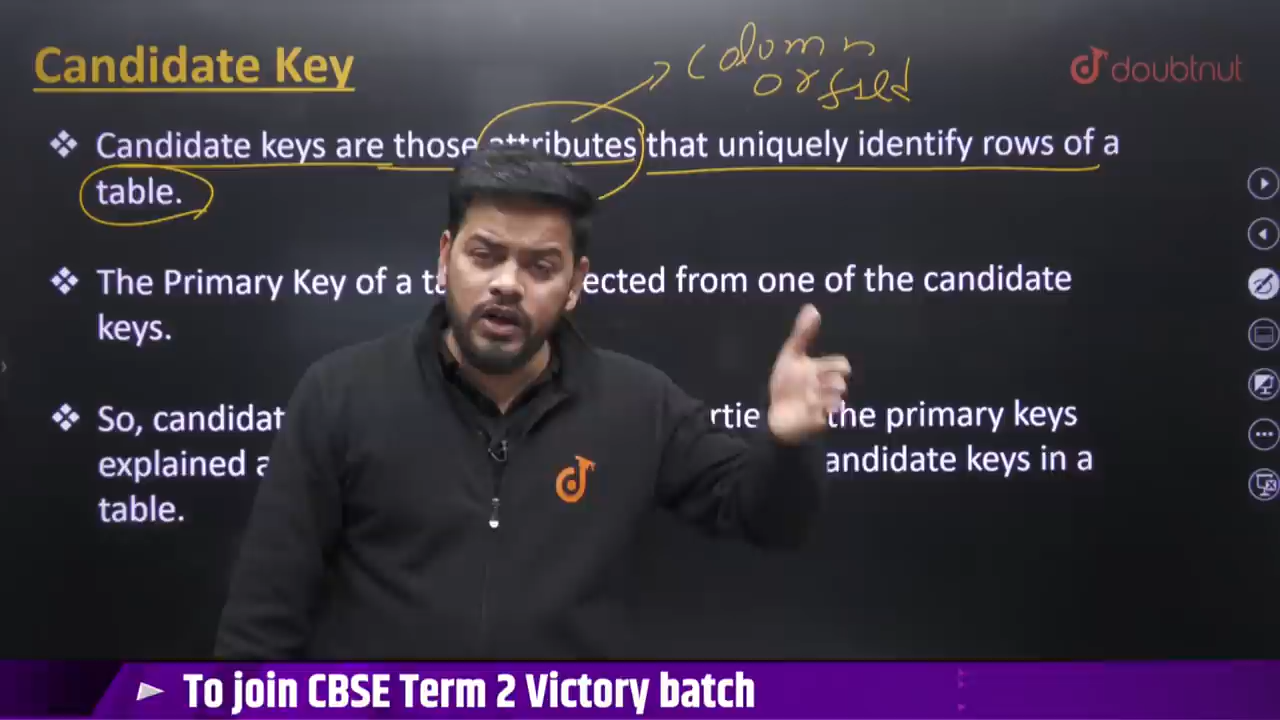 Candidate Key
column
doubtnut
Candidate keys are those attributes that uniquely identify rows of a
table.
The Primary Key of a ta ected from one of the candidate
keys.
So, candidat rtie the primary keys
explained a andidate keys in a
table.
To join CBSE Term 2 Victory batch